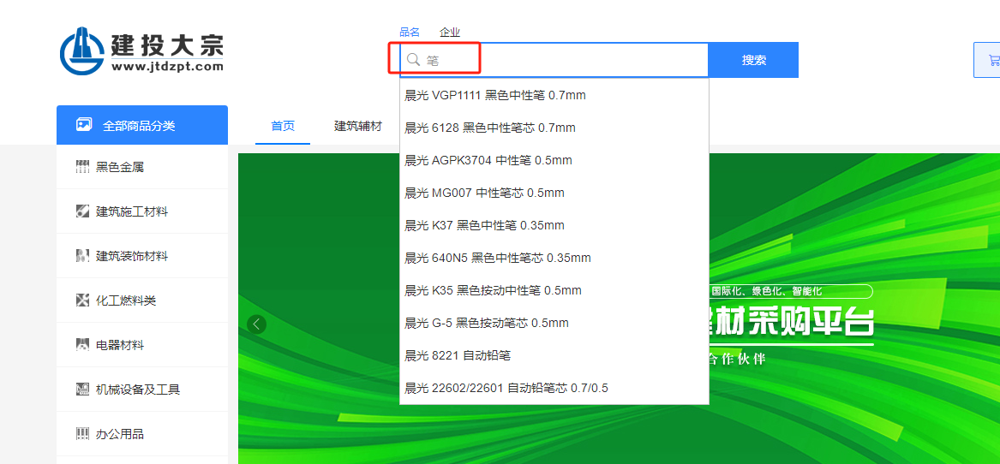 建投大宗
www.jtdzpt.com
品名 企业
笔
搜索
全部商品分类
首页 建筑辅材
黑色金属
建筑施工材料
建筑装饰材料
化工燃料类
电器材料
机械设备及工具
办公用品
晨光 VGP1111 黑色中性笔 0.7mm
晨光 6128 黑色中性笔芯 0.7mm
晨光 AGPK3704 中性笔 0.5mm
晨光 MG007 中性笔芯 0.5mm
晨光 K37 黑色中性笔 0.35mm
晨光 640N5 黑色中性笔芯 0.35mm
晨光 K35 黑色按动中性笔 0.5mm
晨光 G-5 黑色按动笔芯 0.5mm
晨光 8221 自动铅笔
晨光 22602/22601 自动铅笔芯 0.7/0.5
国际化、绿色化、智能化
建材采购平台
合作伙伴